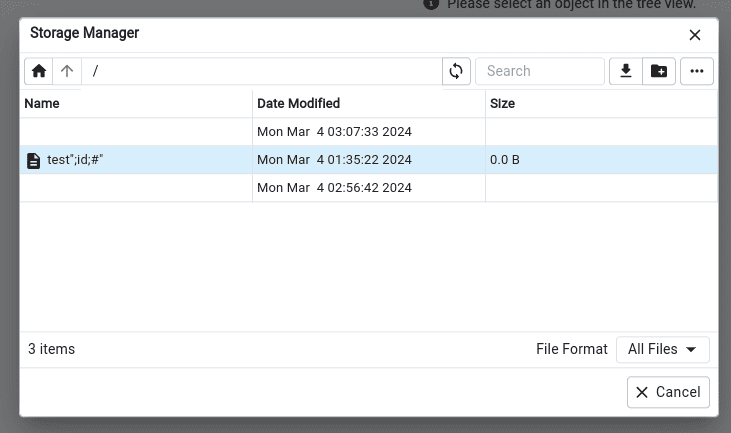 Please select an object in the tree view.
Storage Manager
/
Search
Name Date Modified Size
Mon Mar  4 03:07:33 2024
test";id;#" Mon Mar  4 01:35:22 2024 0.0 B
Mon Mar  4 02:56:42 2024
3 items File Format All Files
Cancel